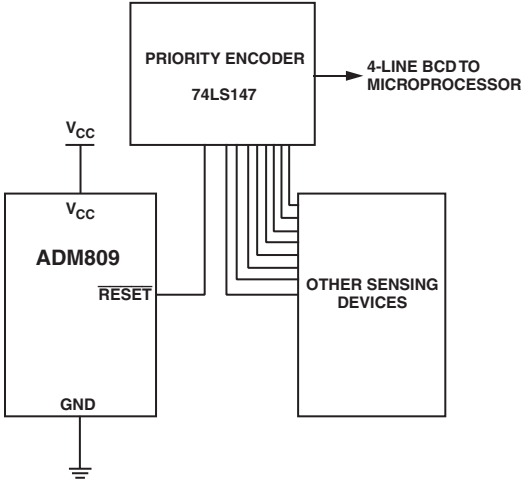 PRIORITY ENCODER
74LS147
4-LINE BCD TO
MICROPROCESSOR
VCC
VCC
ADM809
RESET
OTHER SENSING
DEVICES
GND